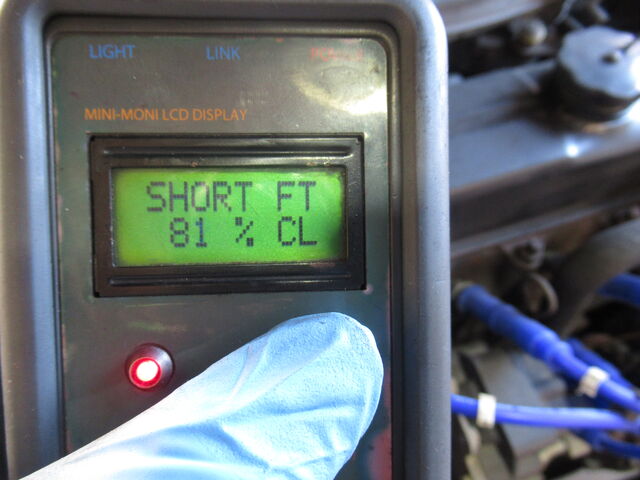 LIGHT LINK
MINI-MONI LCD DISPLAY
SHORT FT
81 % CL